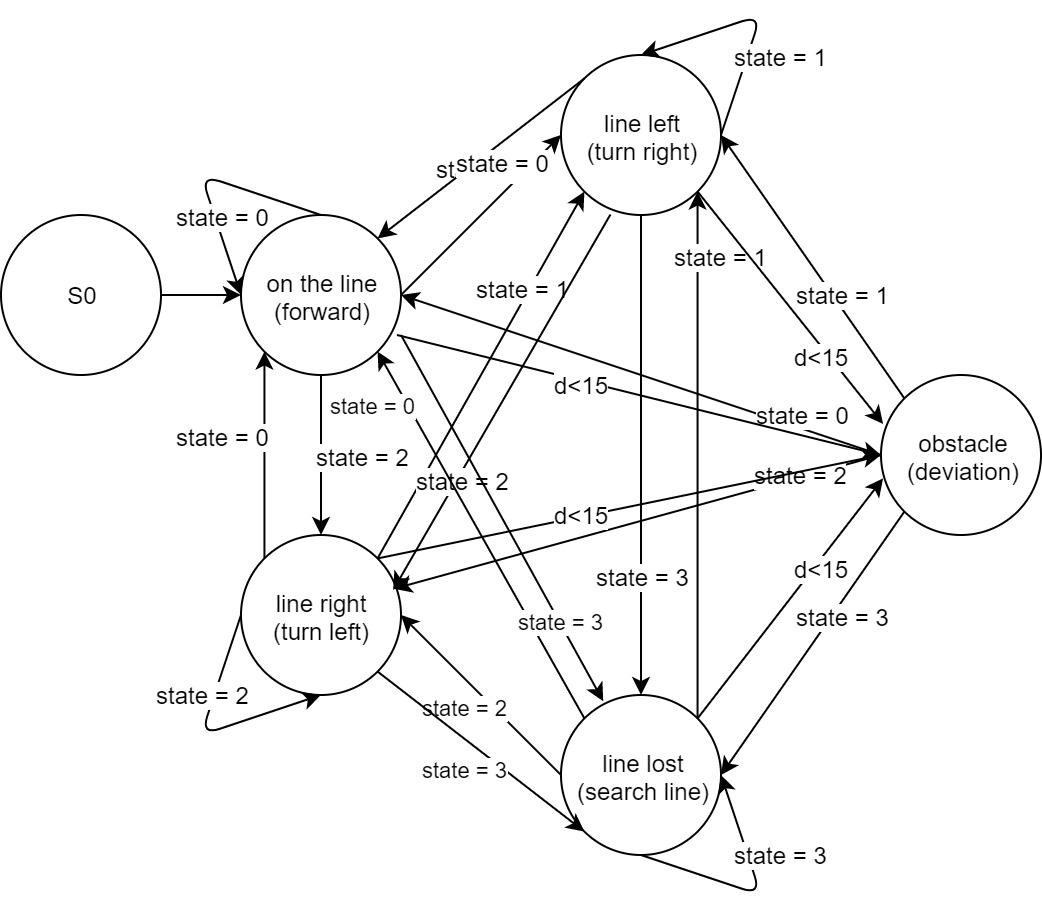 state = 1
line left
(turn right)
state = 0
state = 0
on the line
(forward)
S0
state = 1
state = 1
state = 1
d<15
d<15
state = 0
state = 0
state = 0
state = 2
state = 2
state = 2
obstacle
(deviation)
d<15
d<15
state = 3
line right
(turn left)
state = 3
state = 3
state = 2
state = 2
state = 3
line lost
(search line)
state = 3